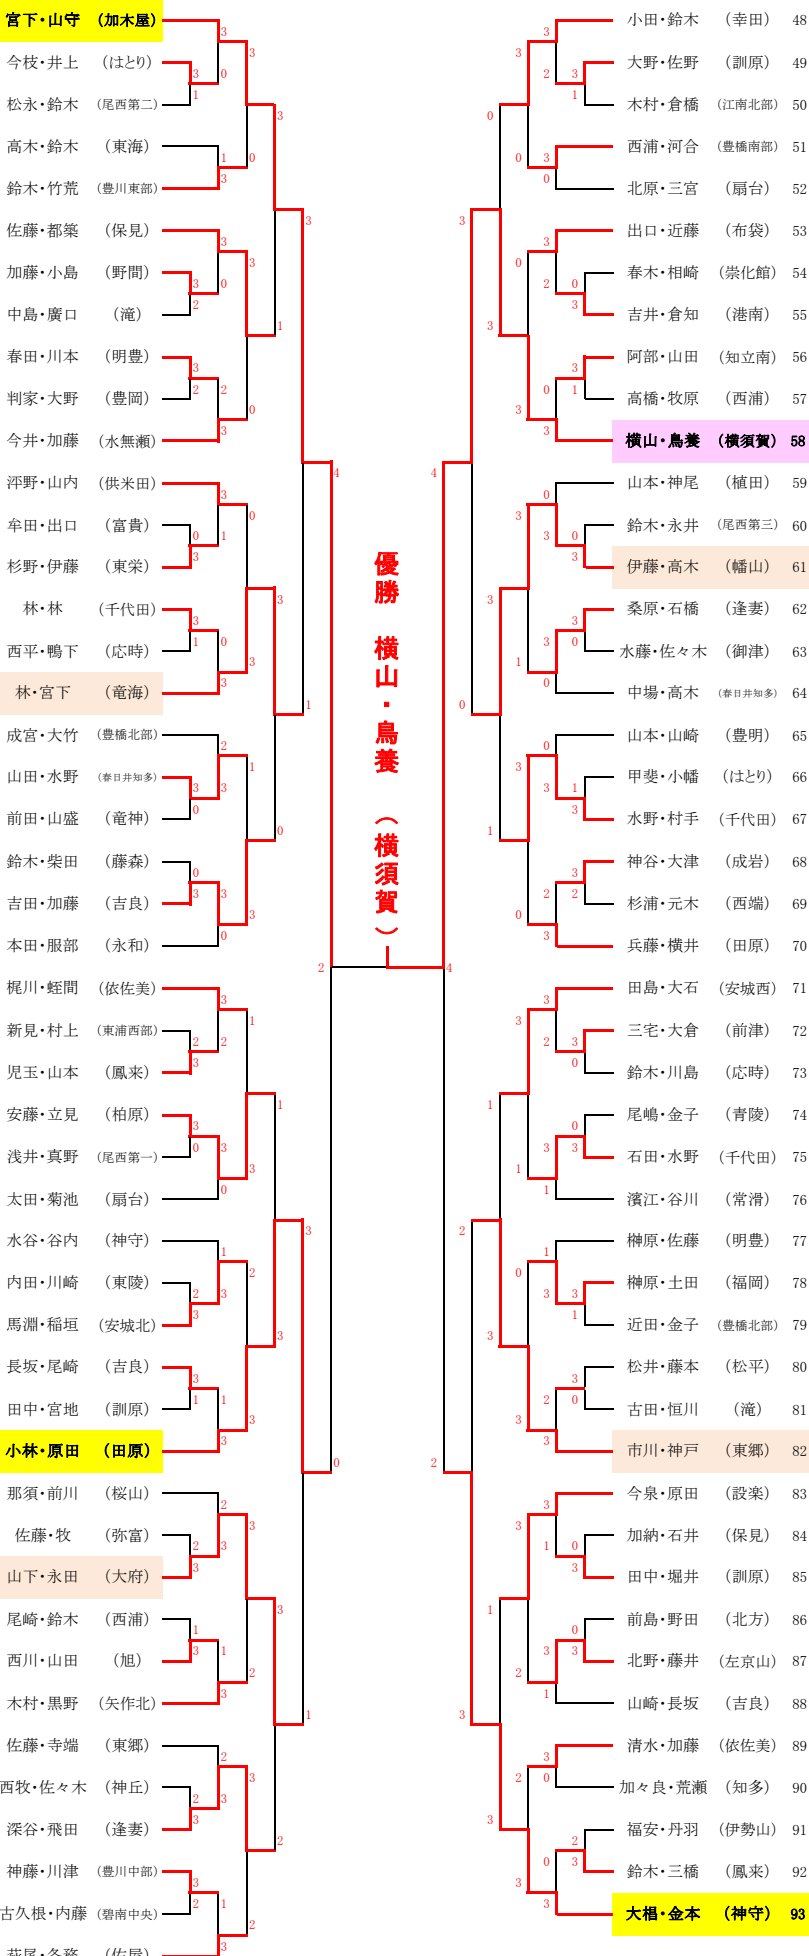 宮下・山守 (加木屋)
今枝・井上 (はとり)
松永・鈴木 (尾西第二)
高木・鈴木 (東海)
鈴木・竹荒 (豊川東部)
佐藤・都築 (保見)
加藤・小島 (野間)
中島・廣口 (滝)
春田・川本 (明豊)
判家・大野 (豊岡)
今井・加藤 (水無瀬)
泙野・山内 (供米田)
牟田・出口 (富貴)
杉野・伊藤 (東栄)
林・林 (千代田)
西平・鴨下 (応時)
林・宮下 (竜海)
成宮・大竹 (豊橋北部)
山田・水野 (春日井知多)
前田・山盛 (竜神)
鈴木・柴田 (藤森)
吉田・加藤 (吉良)
本田・服部 (永和)
梶川・蛭間 (依佐美)
新見・村上 (東浦西部)
児玉・山本 (鳳来)
安藤・立見 (柏原)
浅井・真野 (尾西第一)
太田・菊池 (扇台)
水谷・谷内 (神守)
内田・川崎 (東陵)
馬淵・稲垣 (安城北)
長坂・尾崎 (吉良)
田中・宮地 (訓原)
小林・原田 (田原)
那須・前川 (桜山)
佐藤・牧 (弥富)
山下・永田 (大府)
尾崎・鈴木 (西浦)
西川・山田 (旭)
木村・黒野 (矢作北)
佐藤・寺端 (東郷)
西牧・佐々木 (神丘)
深谷・飛田 (逢妻)
神藤・川津 (豊川中部)
古久根・内藤 (碧南中央)
優勝 横山・鳥養 (横須賀)
小田・鈴木 (幸田) 48
大野・佐野 (訓原) 49
木村・倉橋 (江南北部) 50
西浦・河合 (豊橋南部) 51
北原・三宮 (扇台) 52
出口・近藤 (布袋) 53
春木・相崎 (崇化館) 54
吉井・倉知 (港南) 55
阿部・山田 (知立南) 56
高橋・牧原 (西浦) 57
横山・鳥養 (横須賀) 58
山本・神尾 (植田) 59
鈴木・永井 (尾西第三) 60
伊藤・高木 (幡山) 61
桑原・石橋 (逢妻) 62
水藤・佐々木 (御津) 63
中場・高木 (春日井知多) 64
山本・山崎 (豊明) 65
甲斐・小幡 (はとり) 66
水野・村手 (千代田) 67
神谷・大津 (成岩) 68
杉浦・元木 (西端) 69
兵藤・横井 (田原) 70
田島・大石 (安城西) 71
三宅・大倉 (前津) 72
鈴木・川島 (応時) 73
尾嶋・金子 (青陵) 74
石田・水野 (千代田) 75
濱江・谷川 (常滑) 76
榊原・佐藤 (明豊) 77
榊原・土田 (福岡) 78
近田・金子 (豊橋北部) 79
松井・藤本 (松平) 80
古田・恒川 (滝) 81
市川・神戸 (東郷) 82
今泉・原田 (設楽) 83
加納・石井 (保見) 84
田中・堀井 (訓原) 85
前島・野田 (北方) 86
北野・藤井 (左京山) 87
山崎・長坂 (吉良) 88
清水・加藤 (依佐美) 89
加々良・荒瀬 (知多) 90
福安・丹羽 (伊勢山) 91
鈴木・三橋 (鳳来) 92
大椙・金本 (神守) 93